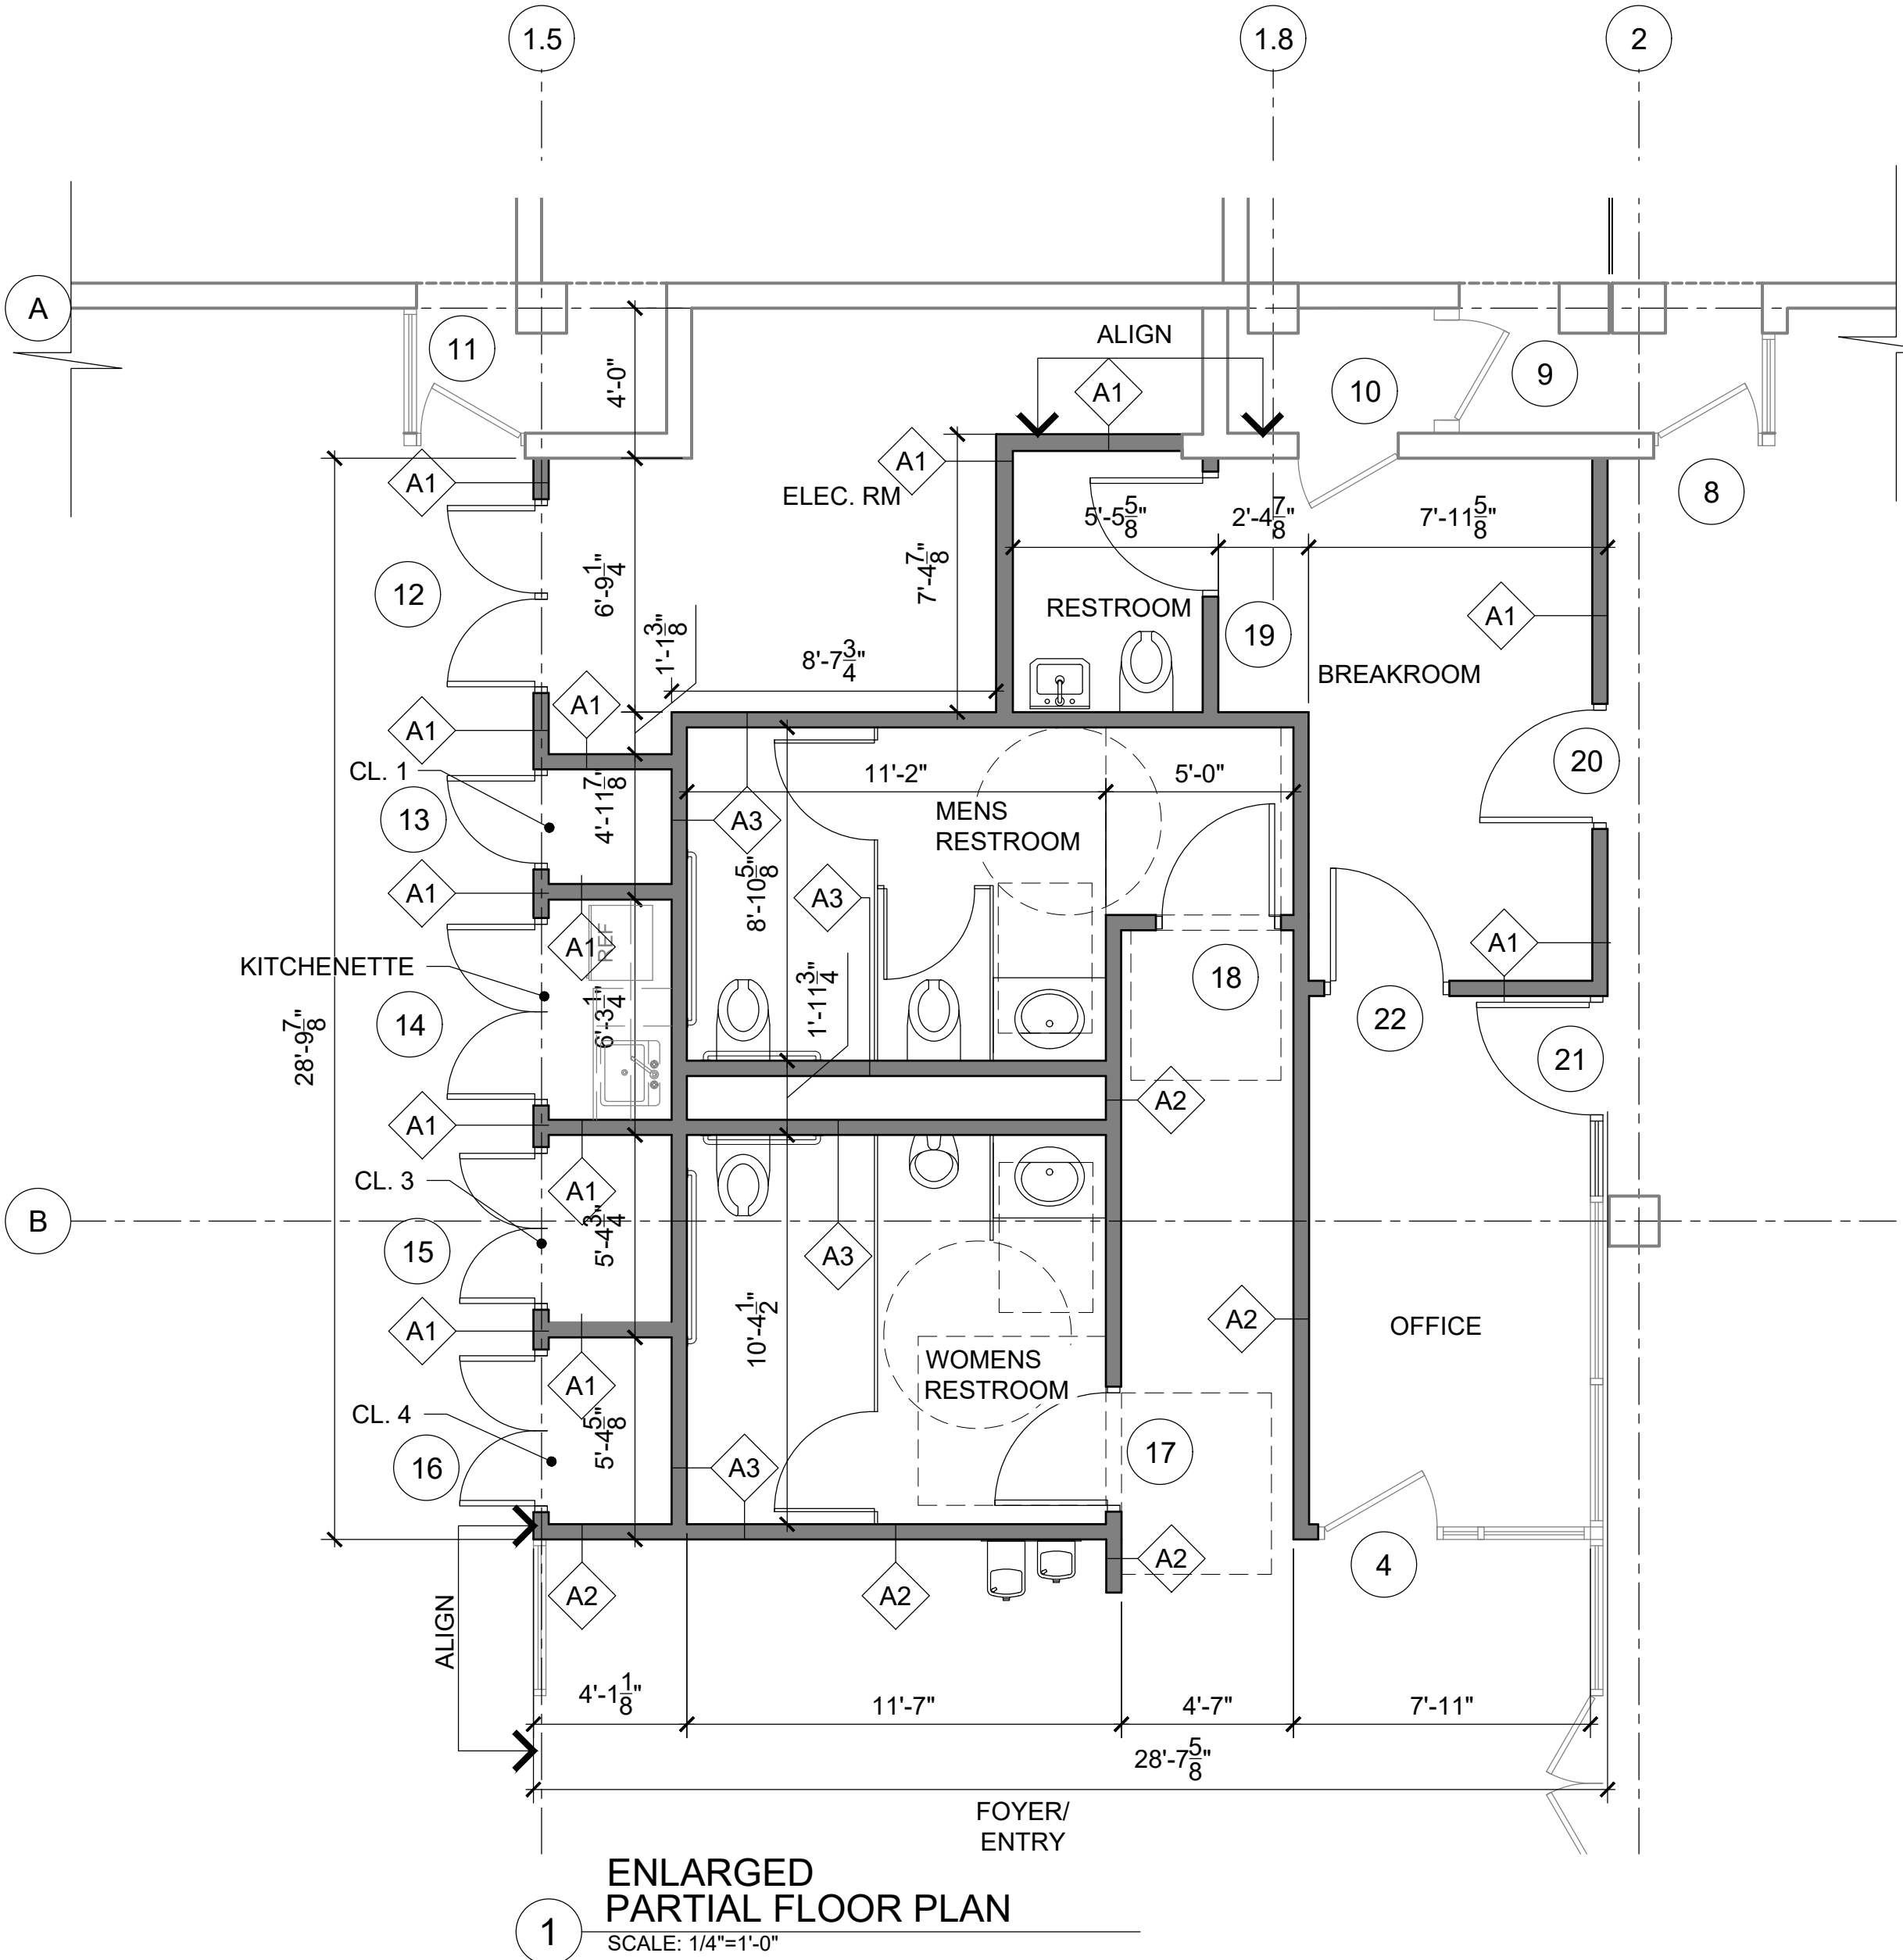 1.5
1.8
2
A
11
4'-0"
ALIGN
A1
10
9
A1
A1
ELEC. RM
8
5'-5 5/8"
2'-4 7/8"
7'-11 5/8"
12
6'-9 1/4"
7'-4 7/8"
RESTROOM
19
A1
1'-1 3/8"
8'-7 3/4"
BREAKROOM
A1
A1
CL. 1
13
4'-11 7/8"
11'-2"
5'-0"
20
A3
MENS
RESTROOM
A1
8'-10 5/8"
A3
A1
REF
A1
KITCHENETTE
14
6'-3 1/4"
1'-11 3/4"
18
22
21
28'-9 7/8"
A1
A2
CL. 3
A1
B
15
5'-4 3/4"
A3
A1
A2
OFFICE
10'-4 1/2"
WOMENS
RESTROOM
A1
CL. 4
16
5'-4 5/8"
A3
17
A2
4
A2
A2
ALIGN
4'-1 1/8"
11'-7"
4'-7"
7'-11"
28'-7 5/8"
FOYER/
ENTRY
ENLARGED
PARTIAL FLOOR PLAN
1
SCALE: 1/4"=1'-0"